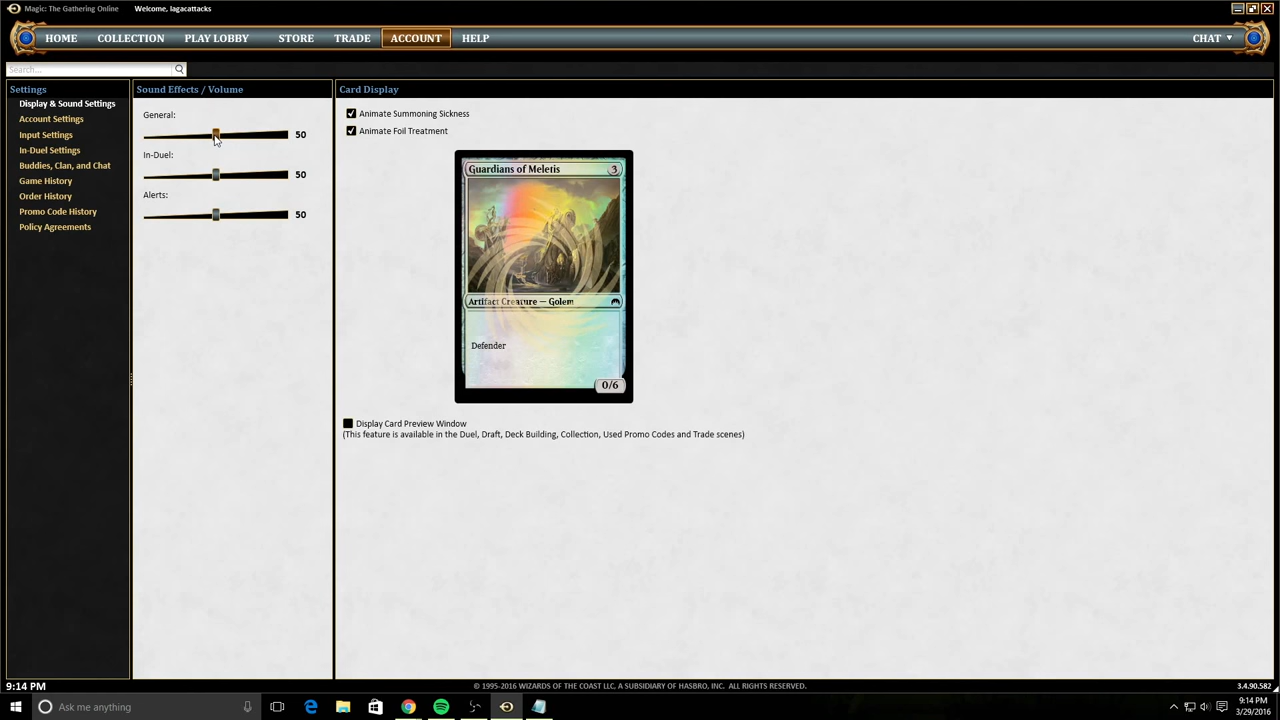 Magic: The Gathering Online
Welcome, lagacattacks
HOME COLLECTION PLAY LOBBY STORE TRADE ACCOUNT HELP CHAT
Search...
Settings
Display & Sound Settings
Account Settings
Input Settings
In-Duel Settings
Buddies, Clan, and Chat
Game History
Order History
Promo Code History
Policy Agreements
Sound Effects / Volume
General:
50
In-Duel:
50
Alerts:
50
Card Display
Animate Summoning Sickness
Animate Foil Treatment
Guardians of Meletis 3
Artifact Creature — Golem
Defender
0/6
Display Card Preview Window
(This feature is available in the Duel, Draft, Deck Building, Collection, Used Promo Codes and Trade scenes)
9:14 PM
© 1995-2016 WIZARDS OF THE COAST LLC, A SUBSIDIARY OF HASBRO, INC. ALL RIGHTS RESERVED.
3.4.90.582
Ask me anything
9:14 PM
3/29/2016